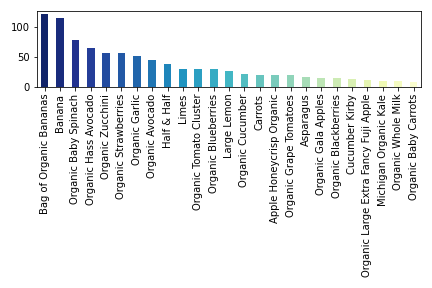 100
50
0
Bag of Organic Bananas
Banana
Organic Baby Spinach
Organic Hass Avocado
Organic Zucchini
Organic Strawberries
Organic Garlic
Organic Avocado
Half & Half
Limes
Organic Tomato Cluster
Organic Blueberries
Large Lemon
Organic Cucumber
Carrots
Apple Honeycrisp Organic
Organic Grape Tomatoes
Asparagus
Organic Gala Apples
Organic Blackberries
Cucumber Kirby
Organic Large Extra Fancy Fuji Apple
Michigan Organic Kale
Organic Whole Milk
Organic Baby Carrots